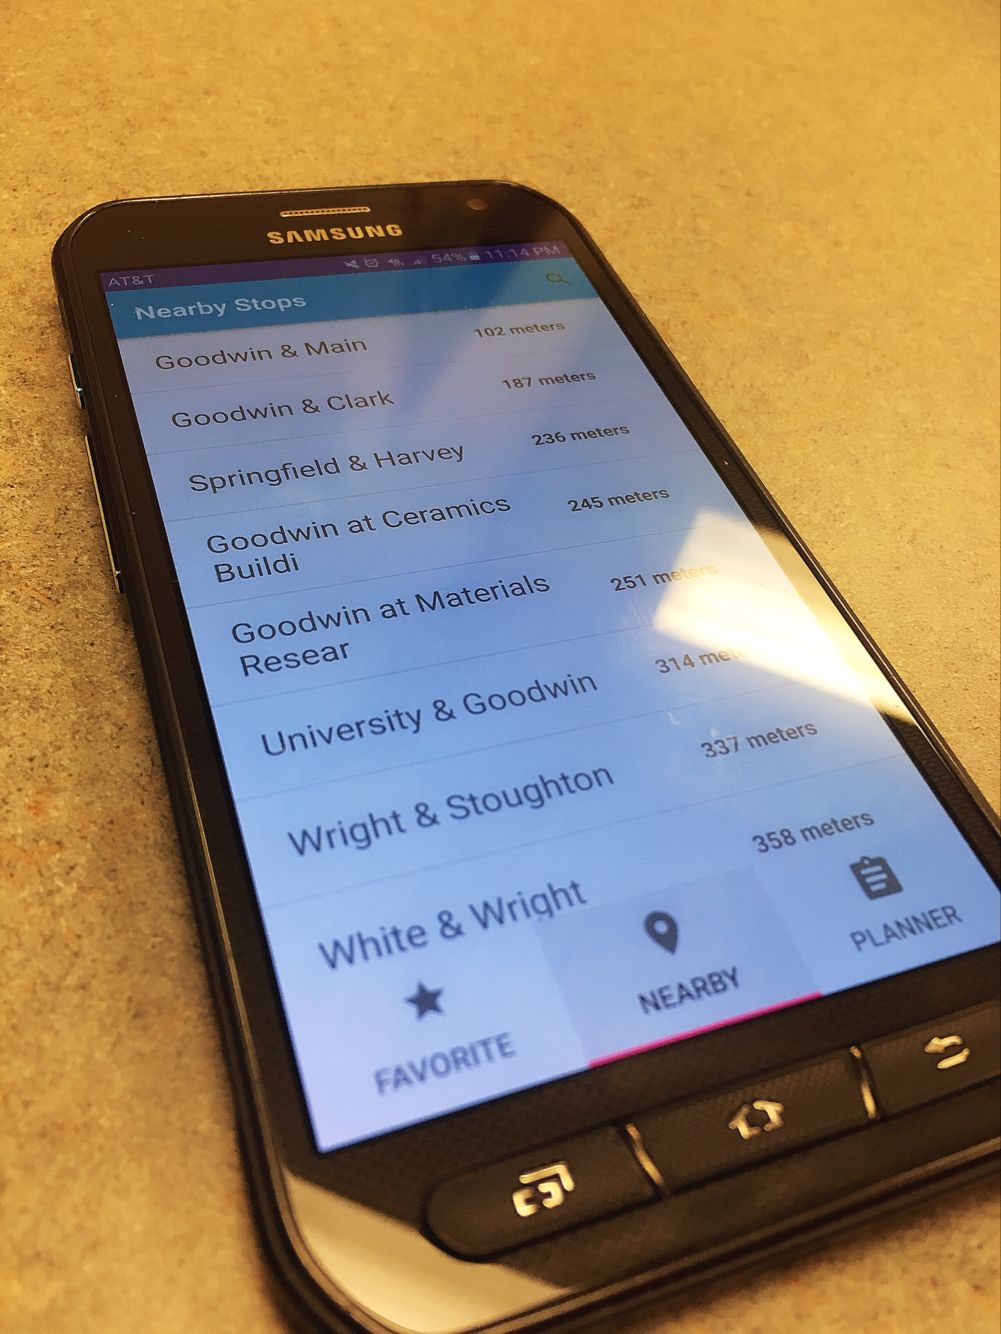 SAMSUNG
AT&T 54% 11:14 PM
Nearby Stops
Goodwin & Main 102 meters
Goodwin & Clark 187 meters
Springfield & Harvey 236 meters
Goodwin at Ceramics 245 meters
Buildi
Goodwin at Materials 251 meters
Resear
University & Goodwin 314 meters
Wright & Stoughton 337 meters
White & Wright 358 meters
FAVORITE NEARBY PLANNER